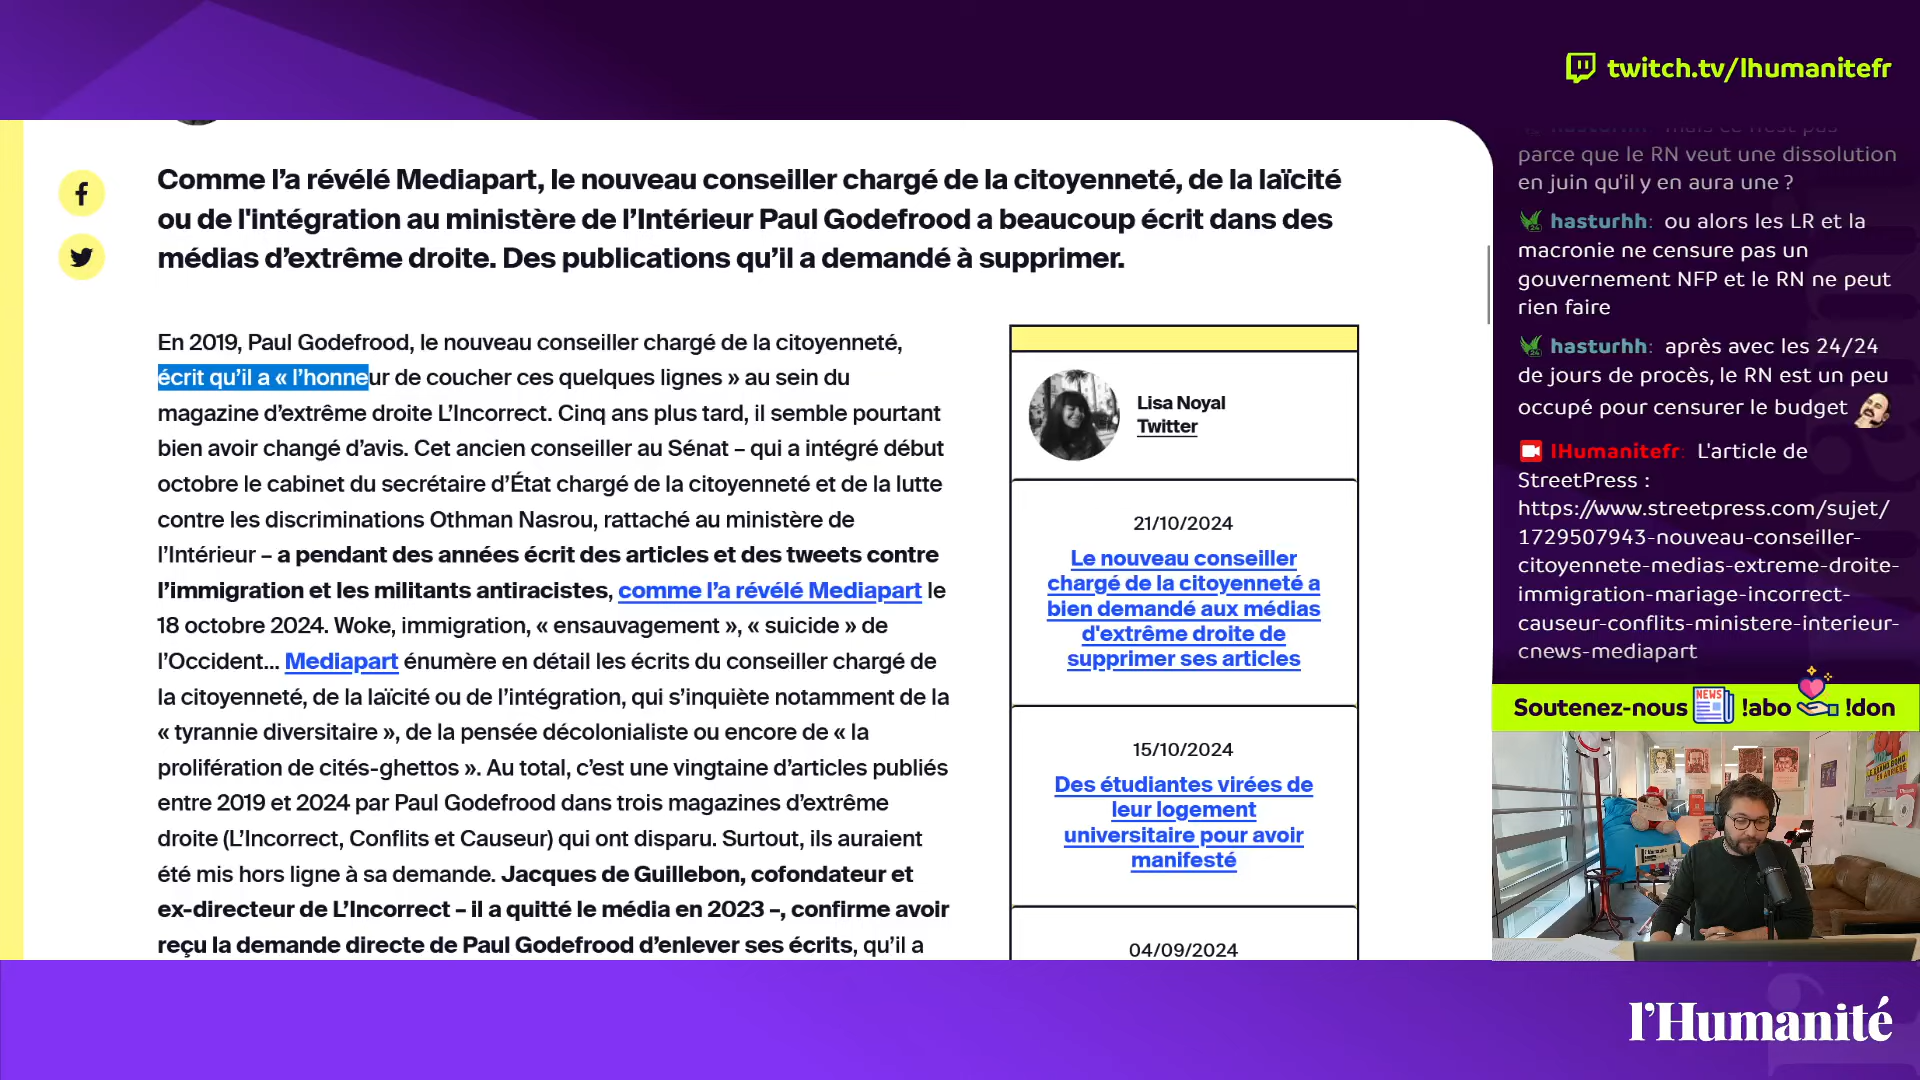 twitch.tv/lhumanitefr
Comme l’a révélé Mediapart, le nouveau conseiller chargé de la citoyenneté, de la laïcité
ou de l'intégration au ministère de l’Intérieur Paul Godefrood a beaucoup écrit dans des
médias d’extrême droite. Des publications qu’il a demandé à supprimer.
En 2019, Paul Godefrood, le nouveau conseiller chargé de la citoyenneté,
écrit qu’il a « l’honneur de coucher ces quelques lignes » au sein du
magazine d’extrême droite L’Incorrect. Cinq ans plus tard, il semble pourtant
bien avoir changé d’avis. Cet ancien conseiller au Sénat – qui a intégré début
octobre le cabinet du secrétaire d’État chargé de la citoyenneté et de la lutte
contre les discriminations Othman Nasrou, rattaché au ministère de
l’Intérieur – a pendant des années écrit des articles et des tweets contre
l’immigration et les militants antiracistes, comme l’a révélé Mediapart le
18 octobre 2024. Woke, immigration, « ensauvagement », « suicide » de
l’Occident... Mediapart énumère en détail les écrits du conseiller chargé de
la citoyenneté, de la laïcité ou de l’intégration, qui s’inquiète notamment de la
« tyrannie diversitaire », de la pensée décolonialiste ou encore de « la
prolifération de cités-ghettos ». Au total, c’est une vingtaine d’articles publiés
entre 2019 et 2024 par Paul Godefrood dans trois magazines d’extrême
droite (L’Incorrect, Conflits et Causeur) qui ont disparu. Surtout, ils auraient
été mis hors ligne à sa demande. Jacques de Guillebon, cofondateur et
ex-directeur de L’Incorrect – il a quitté le média en 2023 –, confirme avoir
reçu la demande directe de Paul Godefrood d’enlever ses écrits, qu’il a
Lisa Noyal
Twitter
21/10/2024
Le nouveau conseiller
chargé de la citoyenneté a
bien demandé aux médias
d'extrême droite de
supprimer ses articles
15/10/2024
Des étudiantes virées de
leur logement
universitaire pour avoir
manifesté
04/09/2024
hasturhh: mais ce n'est pas
parce que le RN veut une dissolution
en juin qu'il y en aura une ?
hasturhh: ou alors les LR et la
macronie ne censure pas un
gouvernement NFP et le RN ne peut
rien faire
hasturhh: après avec les 24/24
de jours de procès, le RN est un peu
occupé pour censurer le budget
lHumanitefr: L'article de
StreetPress :
https://www.streetpress.com/sujet/
1729507943-nouveau-conseiller-
citoyennete-medias-extreme-droite-
immigration-mariage-incorrect-
causeur-conflits-ministere-interieur-
cnews-mediapart
Soutenez-nous NEWS !abo !don
l'Humanité
l'Humanité